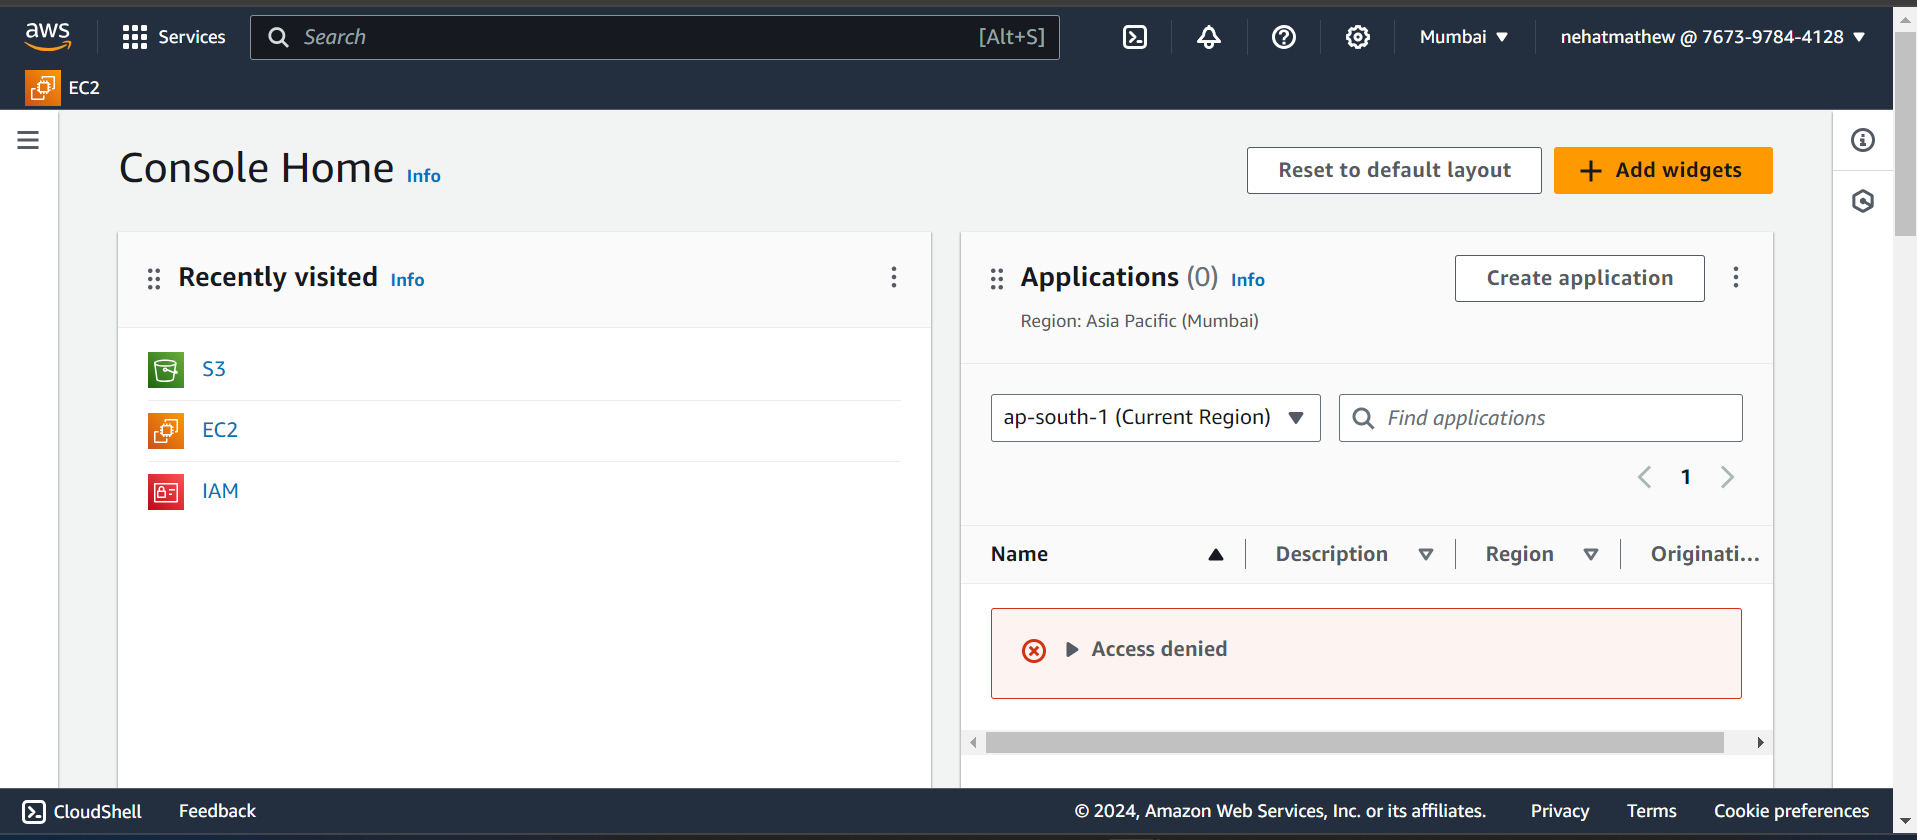 aws
Services
Search [Alt+S]
Mumbai
nehatmathew @ 7673-9784-4128
EC2
Console Home Info
Reset to default layout
Add widgets
Recently visited Info
S3
EC2
IAM
Applications (0) Info
Create application
Region: Asia Pacific (Mumbai)
ap-south-1 (Current Region)
Find applications
1
Name Description Region Originati...
Access denied
CloudShell Feedback © 2024, Amazon Web Services, Inc. or its affiliates. Privacy Terms Cookie preferences